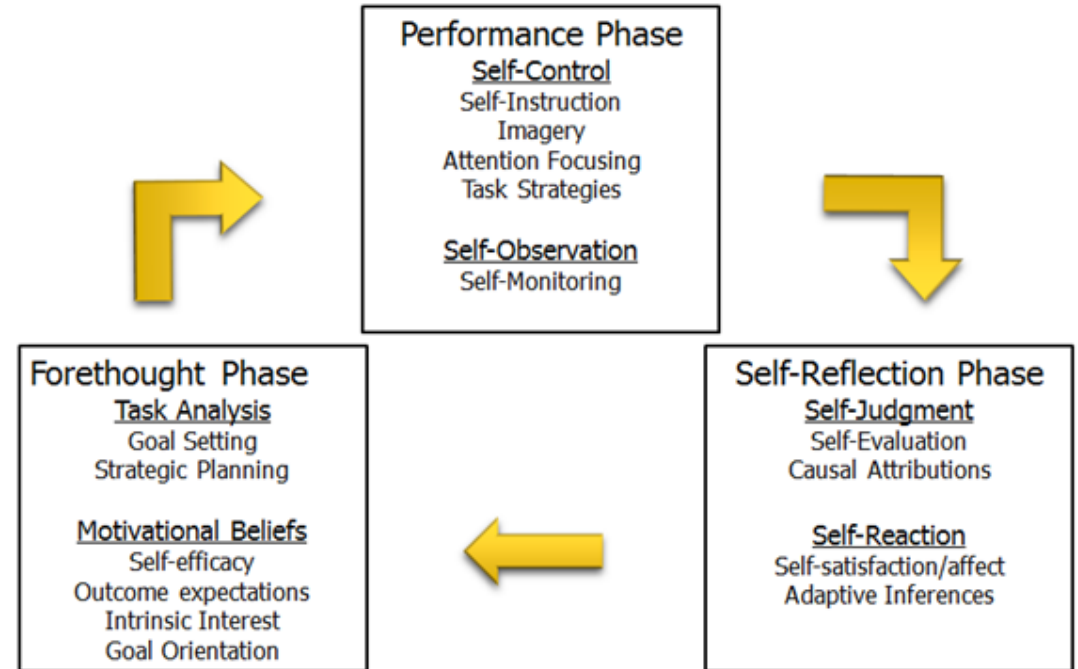 Performance Phase
Self-Control
Self-Instruction
Imagery
Attention Focusing
Task Strategies
Self-Observation
Self-Monitoring
Forethought Phase
Task Analysis
Goal Setting
Strategic Planning
Motivational Beliefs
Self-efficacy
Outcome expectations
Intrinsic Interest
Goal Orientation
Self-Reflection Phase
Self-Judgment
Self-Evaluation
Causal Attributions
Self-Reaction
Self-satisfaction/affect
Adaptive Inferences